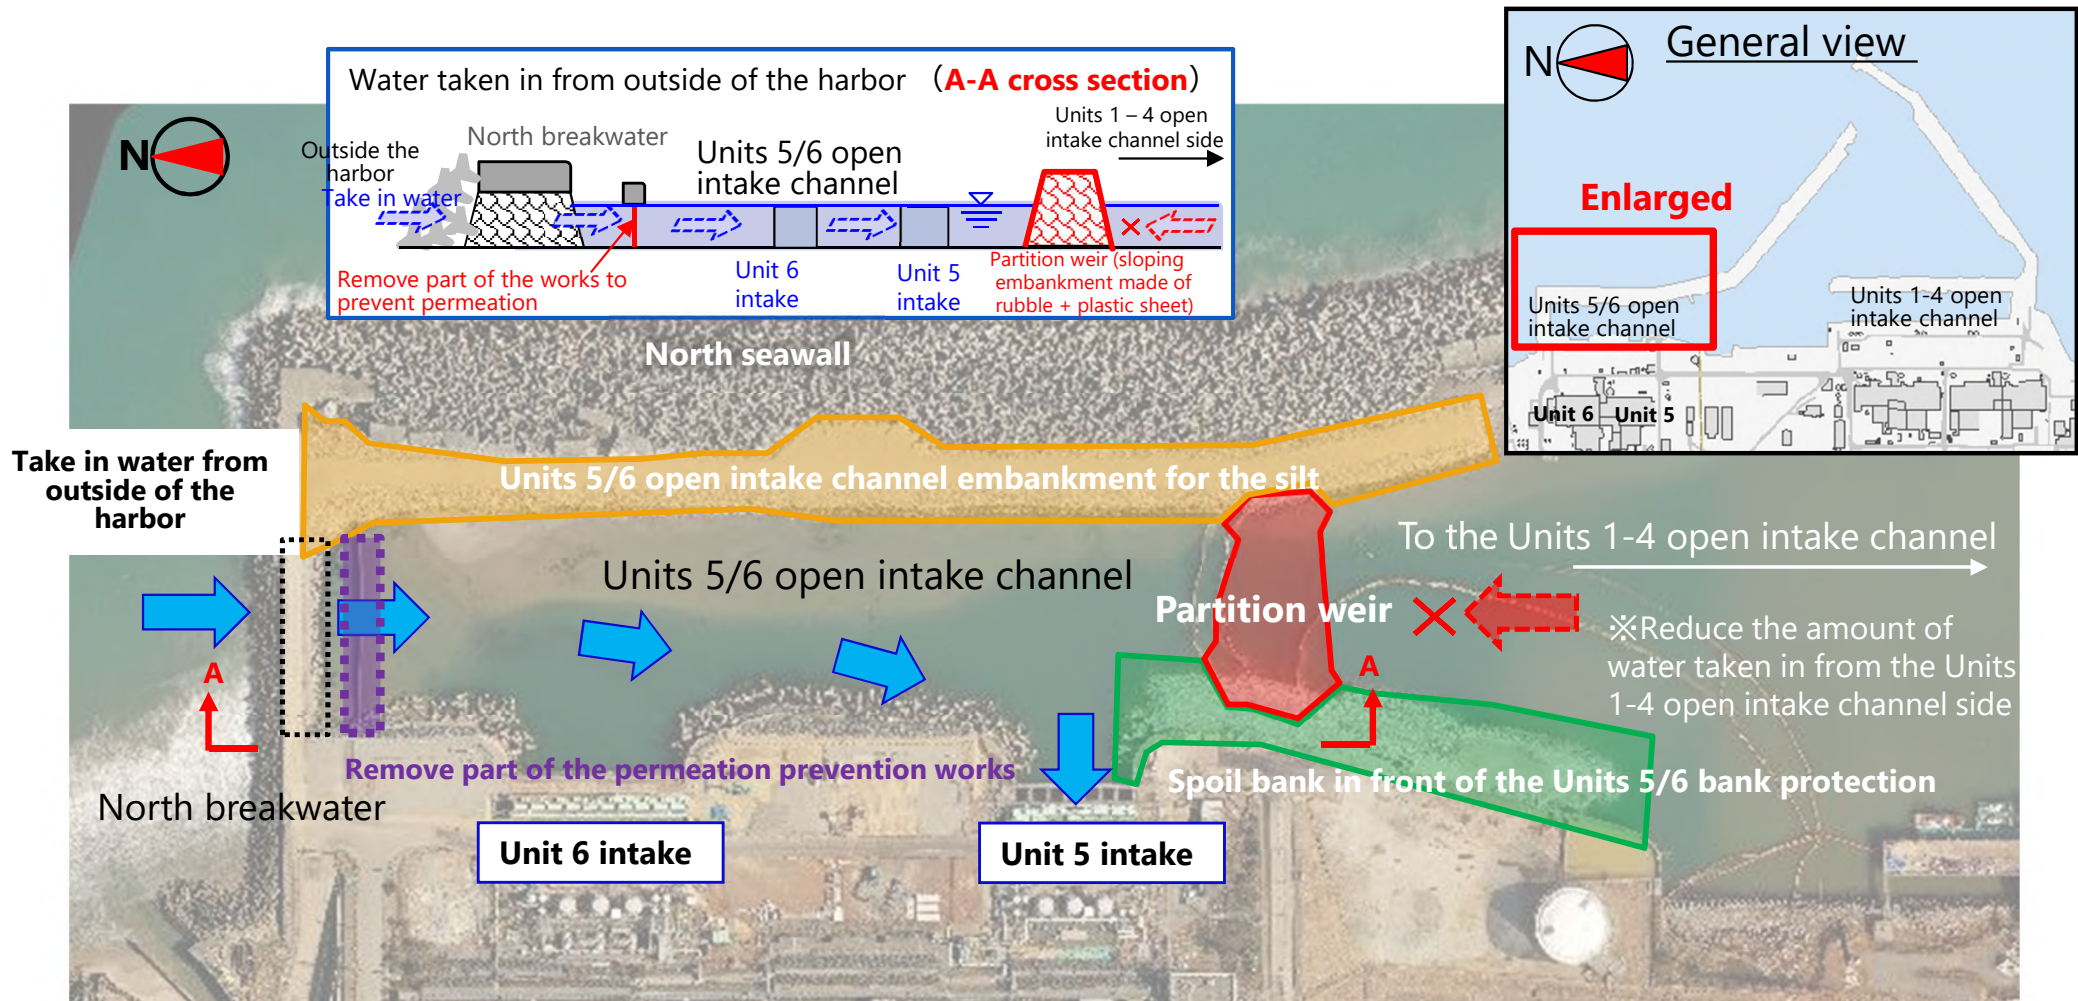 Water taken in from outside of the harbor （A-A cross section）
Units 1 – 4 open
intake channel side
North breakwater
Outside the
harbor
Take in water
Units 5/6 open
intake channel
Remove part of the works to
prevent permeation
Unit 6
intake
Unit 5
intake
Partition weir (sloping
embankment made of
rubble + plastic sheet)
N
General view
N
Enlarged
Units 5/6 open
intake channel
Units 1-4 open
intake channel
Unit 6
Unit 5
North seawall
Take in water from
outside of the
harbor
Units 5/6 open intake channel embankment for the silt
To the Units 1-4 open intake channel
Units 5/6 open intake channel
Partition weir
※Reduce the amount of
water taken in from the Units
1-4 open intake channel side
A
A
Remove part of the permeation prevention works
Spoil bank in front of the Units 5/6 bank protection
North breakwater
Unit 6 intake
Unit 5 intake